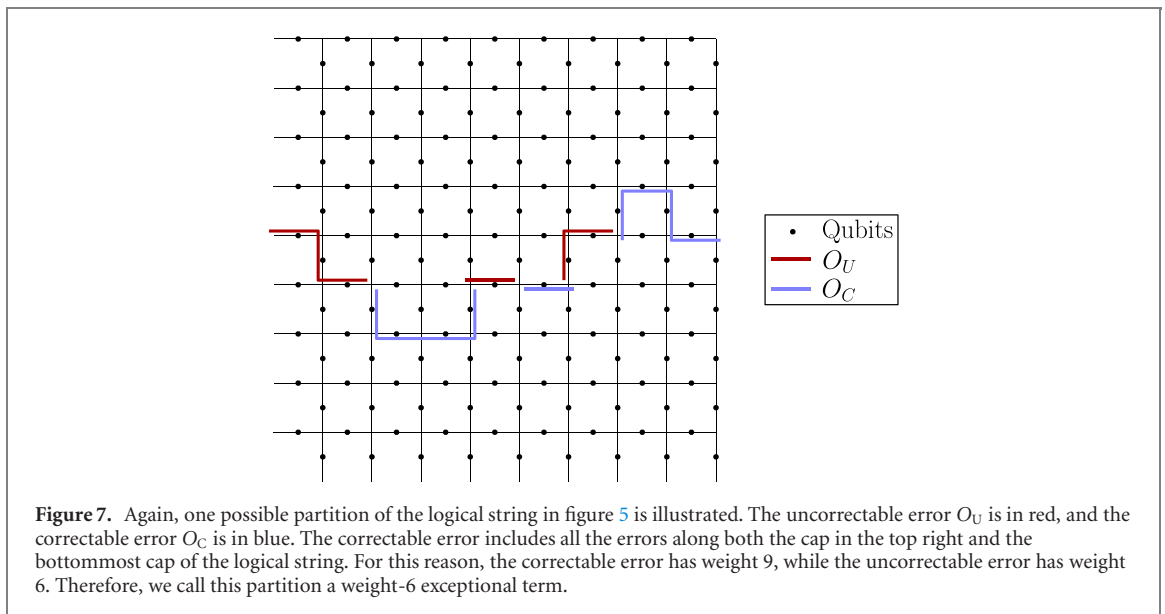 Qubits
O_U
O_C
Figure 7. Again, one possible partition of the logical string in figure 5 is illustrated. The uncorrectable error O_U is in red, and the
correctable error O_C is in blue. The correctable error includes all the errors along both the cap in the top right and the
bottommost cap of the logical string. For this reason, the correctable error has weight 9, while the uncorrectable error has weight
6. Therefore, we call this partition a weight-6 exceptional term.